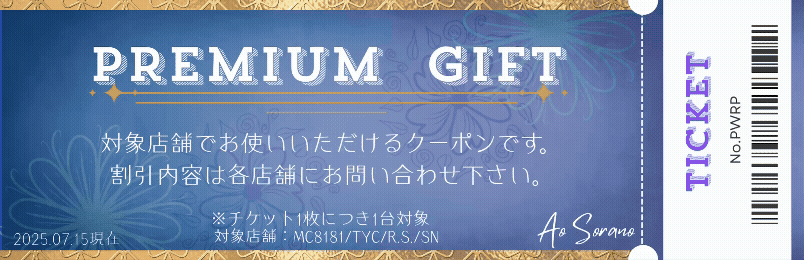 PREMIUM GIFT
対象店舗でお使いいただけるクーポンです。
割引内容は各店舗にお問い合わせ下さい。
※チケット1枚につき1台対象
対象店舗：MC8181/TYC/R.S./SN
2025.07.15現在
Ao Sorano
TICKET
No.PWRP